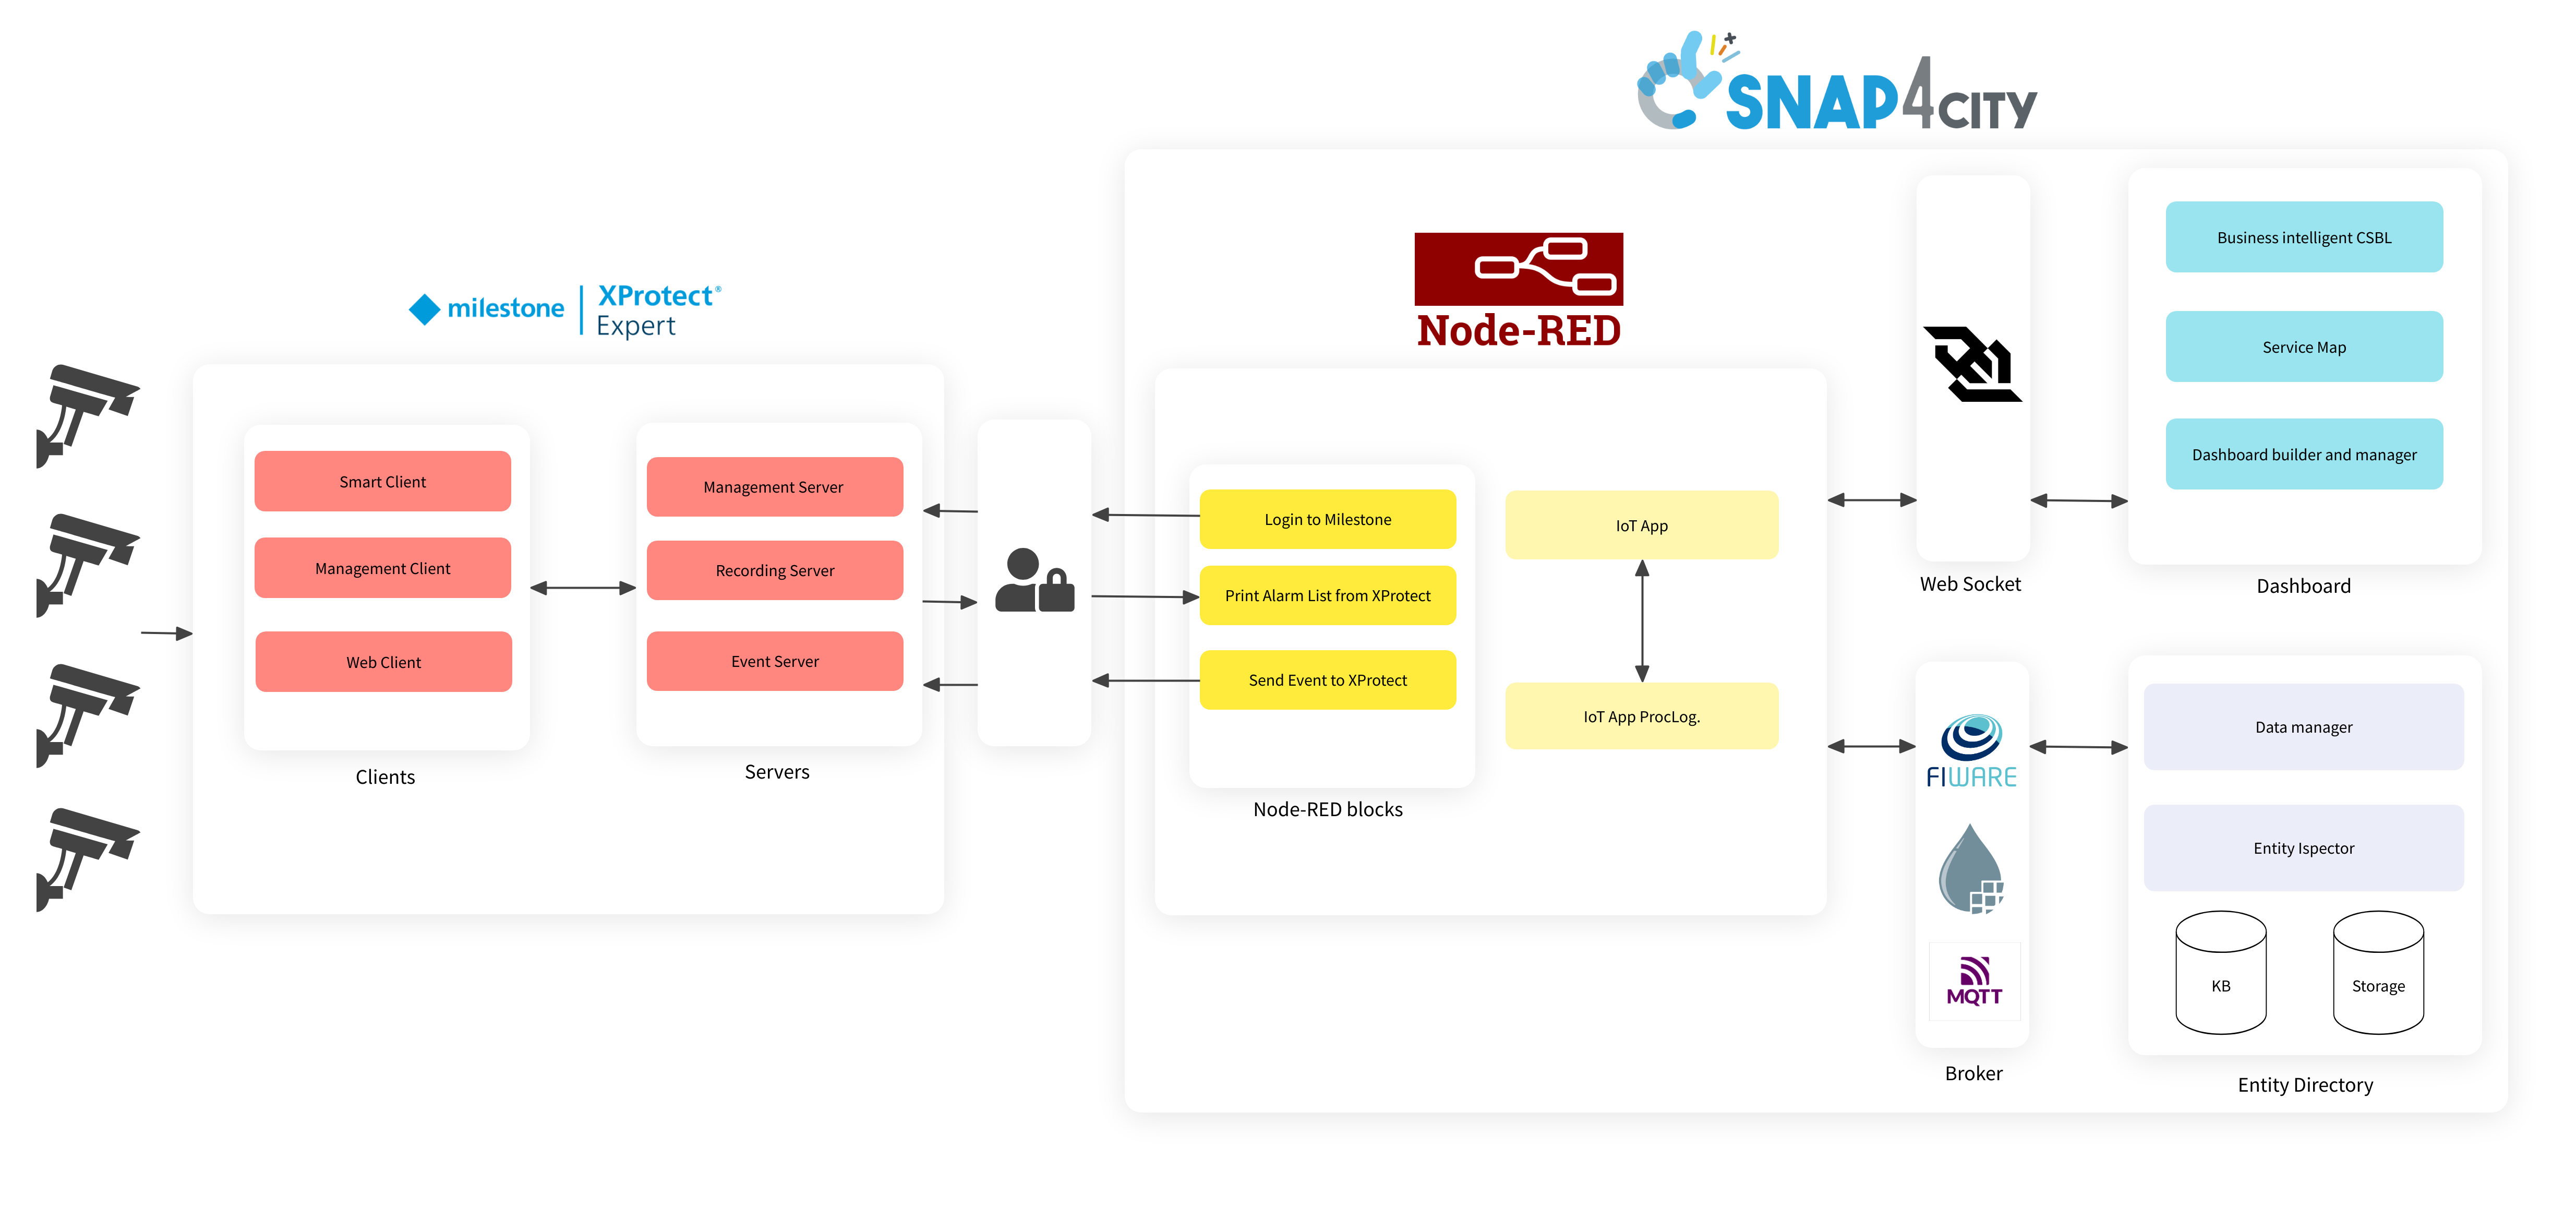 SNAP4CITY
milestone
XProtect®
Expert
Node-RED
Smart Client
Management Client
Web Client
Clients
Management Server
Recording Server
Event Server
Servers
Login to Milestone
Print Alarm List from XProtect
Send Event to XProtect
Node-RED blocks
IoT App
IoT App ProcLog.
Web Socket
Business intelligent CSBL
Service Map
Dashboard builder and manager
Dashboard
FIWARE
MQTT
Broker
Data manager
Entity Ispector
KB
Storage
Entity Directory